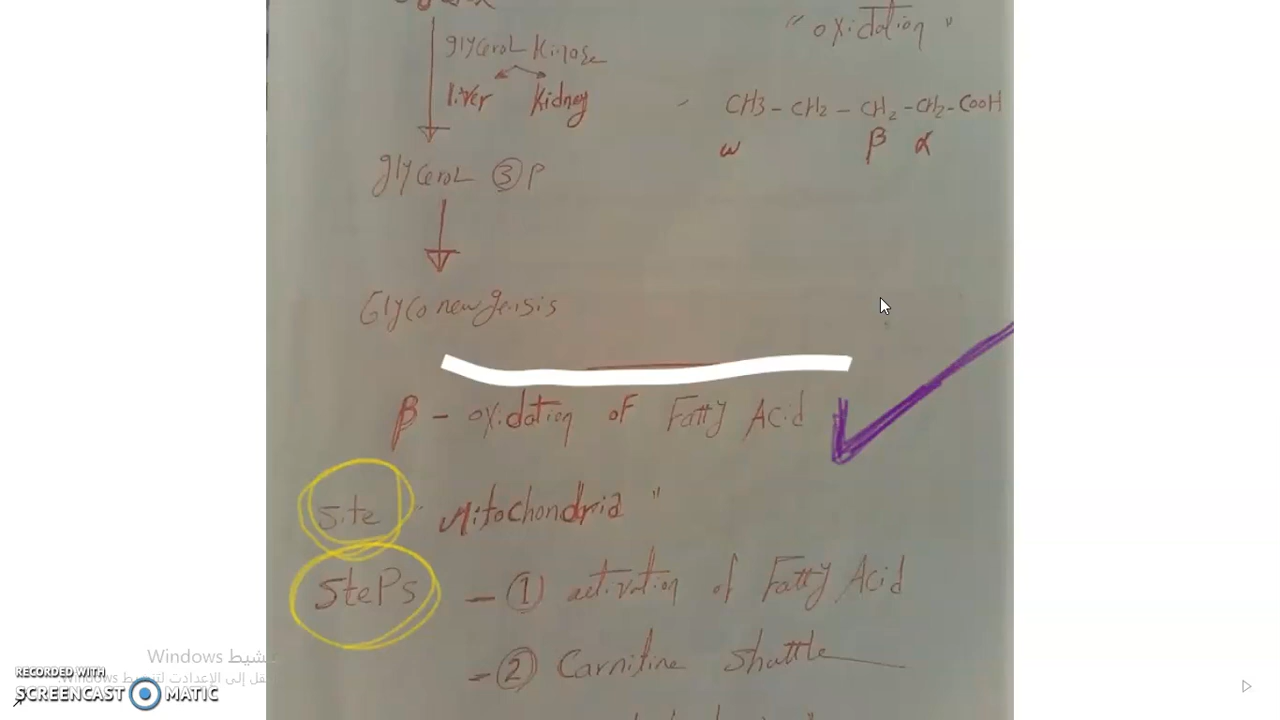 "oxidation"
glycerol Kinase
liver Kidney
CH3 - CH2 - CH2 - CH2 - COOH
ω β α
glycerol ③ P
Glyconewgensis
β - oxidation of Fatty Acid
Site "Mitochondria"
Steps - ① activation of Fatty Acid
- ② Carnitine shuttle
Windows
RECORDED WITH
SCREENCAST MATIC